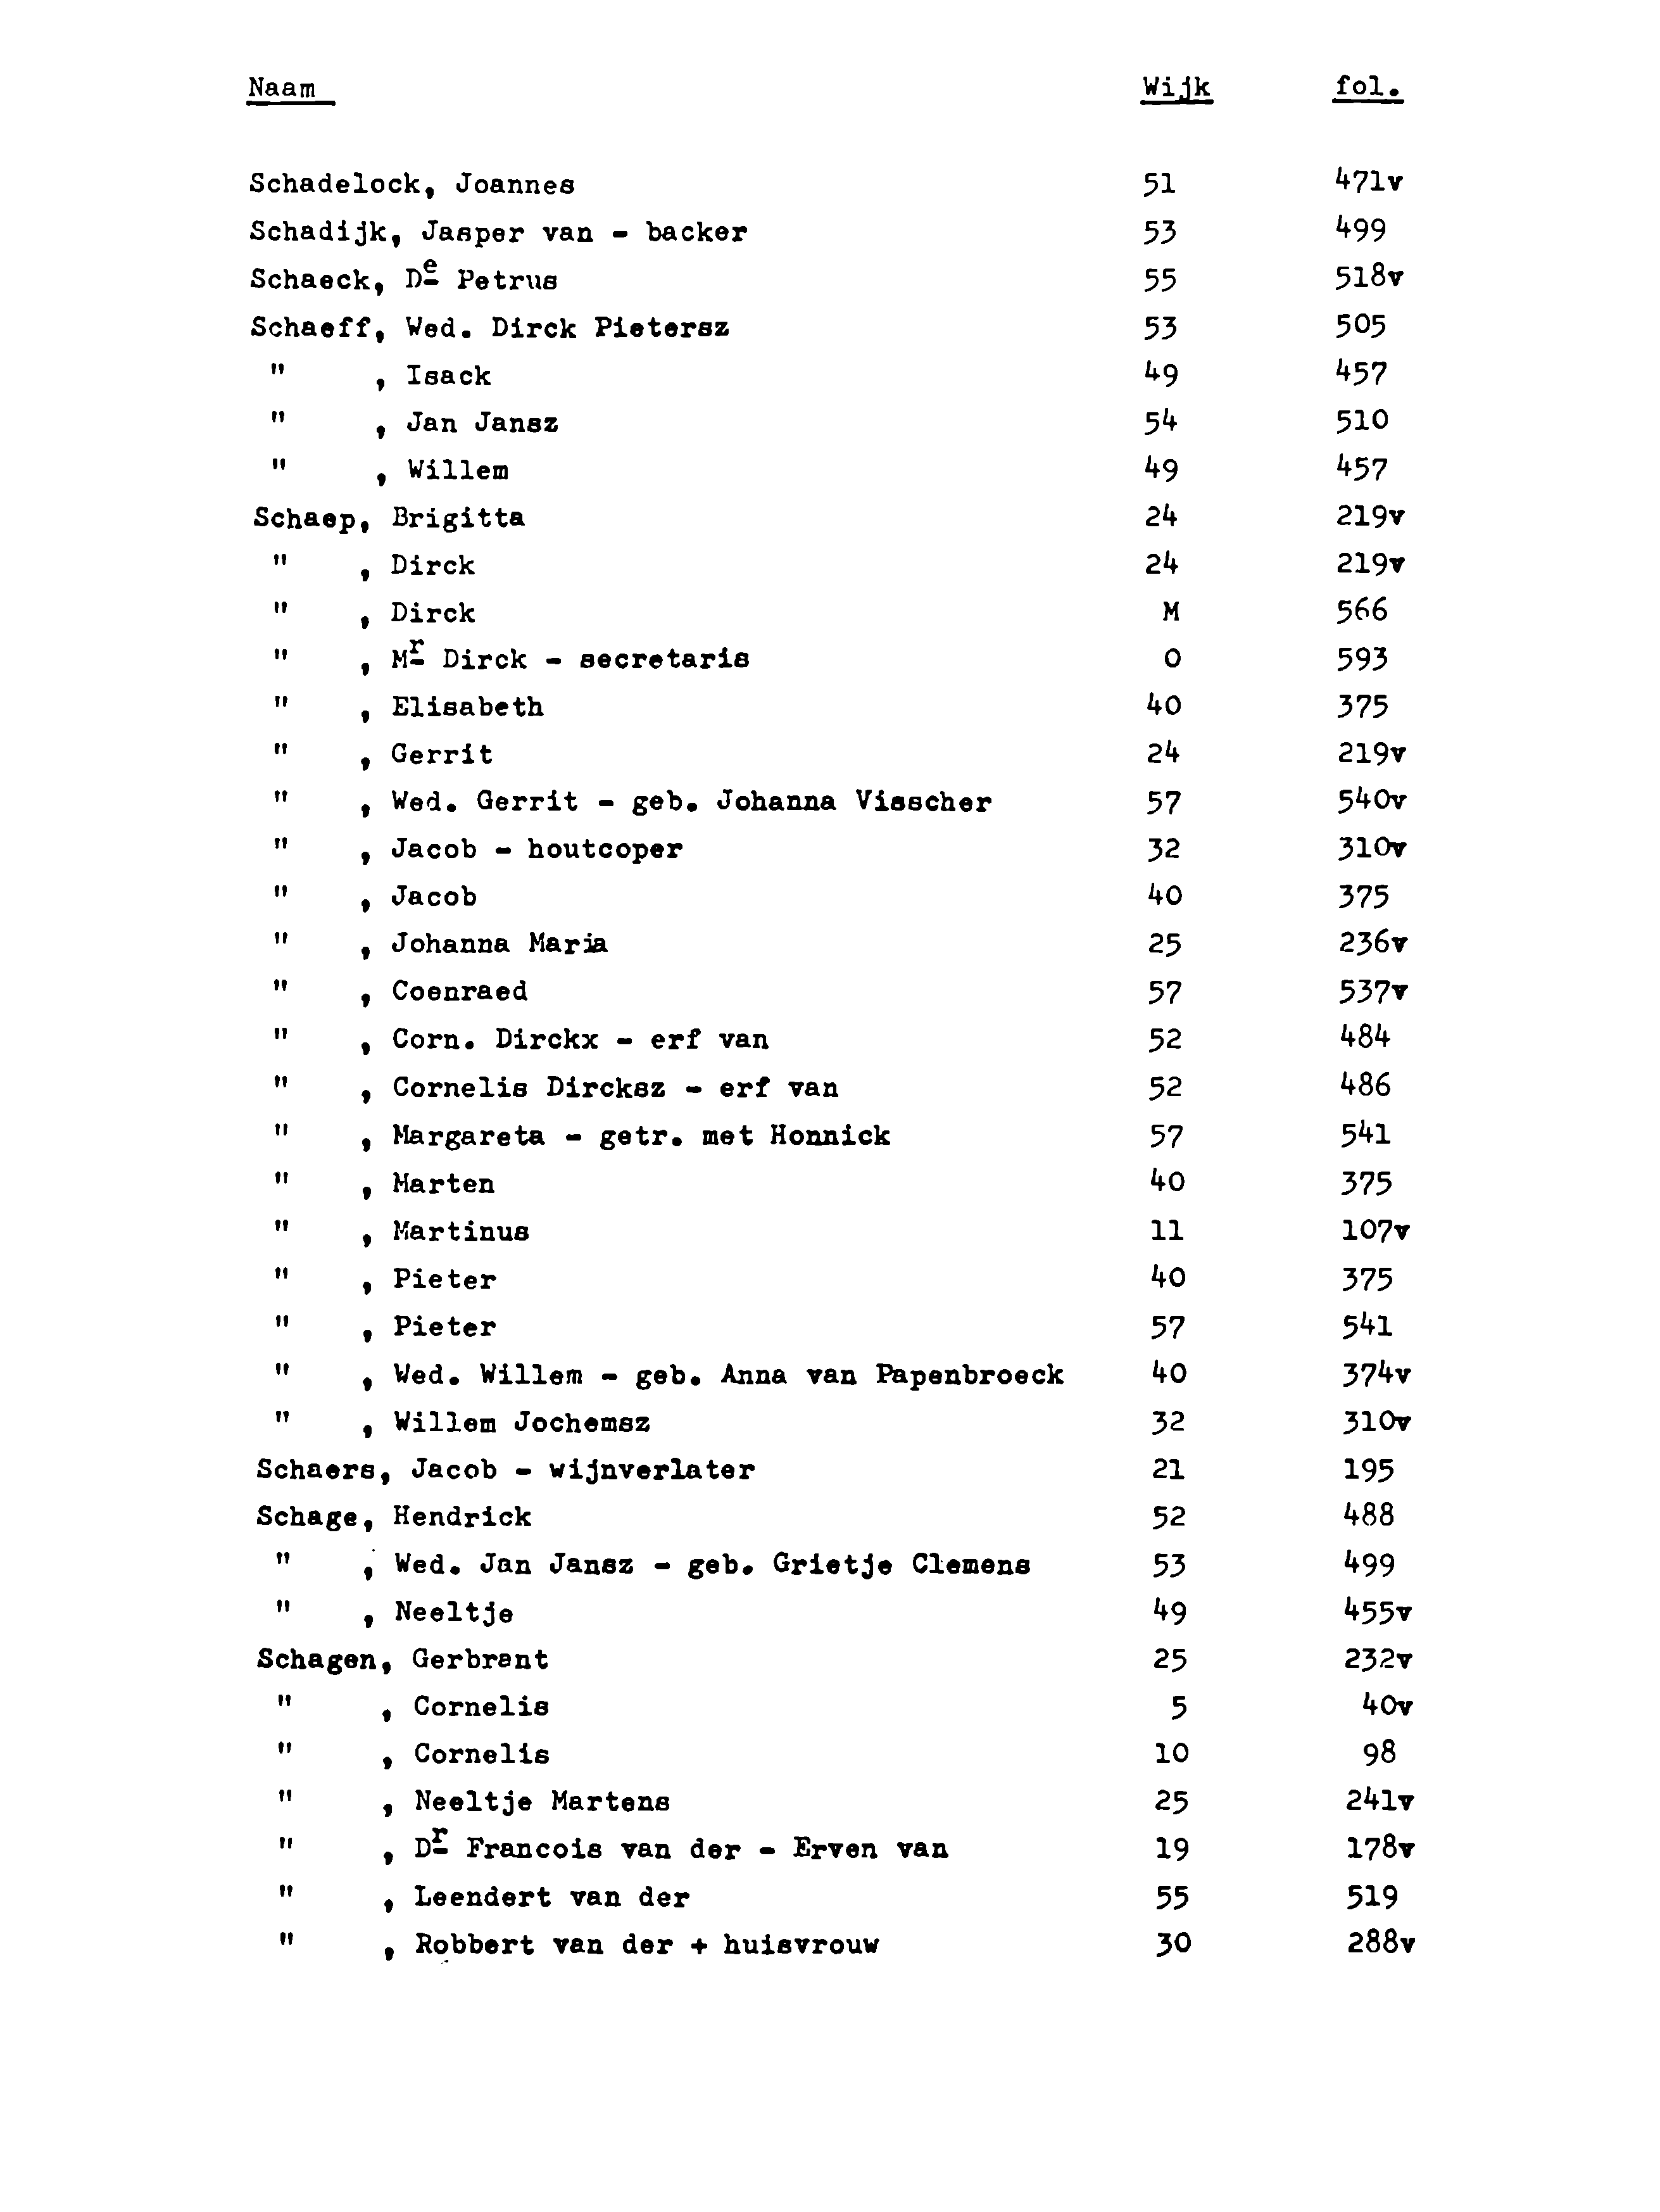 Naam Wijk fol.
Schadelock, Joannes 51 471v
Schadijk, Jasper van - backer 53 499
Schaeck, De Petrus 55 518v
Schaeff, Wed. Dirck Pietersz 53 505
" , Isack 49 457
" , Jan Jansz 54 510
" , Willem 49 457
Schaep, Brigitta 24 219v
" , Dirck 24 219v
" , Dirck M 566
" , Mr Dirck - secretaris O 593
" , Elisabeth 40 375
" , Gerrit 24 219v
" , Wed. Gerrit - geb. Johanna Visscher 57 540v
" , Jacob - houtcoper 32 310v
" , Jacob 40 375
" , Johanna Maria 25 236v
" , Coenraed 57 537v
" , Corn. Dirckx - erf van 52 484
" , Cornelis Dircksz - erf van 52 486
" , Margareta - getr. met Honnick 57 541
" , Marten 40 375
" , Martinus 11 107v
" , Pieter 40 375
" , Pieter 57 541
" , Wed. Willem - geb. Anna van Papenbroeck 40 374v
" , Willem Jochemsz 32 310v
Schaers, Jacob - wijnverlater 21 195
Schage, Hendrick 52 488
" , Wed. Jan Jansz - geb. Grietje Clemens 53 499
" , Neeltje 49 455v
Schagen, Gerbrant 25 232v
" , Cornelis 5 40v
" , Cornelis 10 98
" , Neeltje Martens 25 241v
" , Dr Francois van der - Erven van 19 178v
" , Leendert van der 55 519
" , Robbert van der + huisvrouw 30 288v